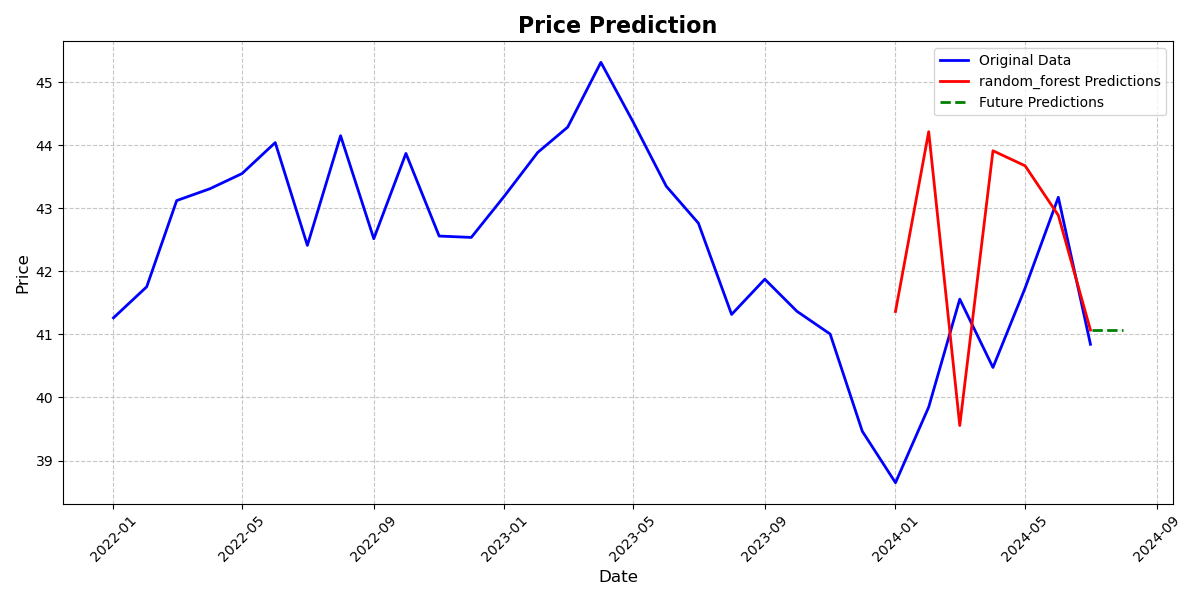 Price Prediction
Original Data
random_forest Predictions
Future Predictions
Price
45
44
43
42
41
40
39
2022-01
2022-05
2022-09
2023-01
2023-05
2023-09
2024-01
2024-05
2024-09
Date